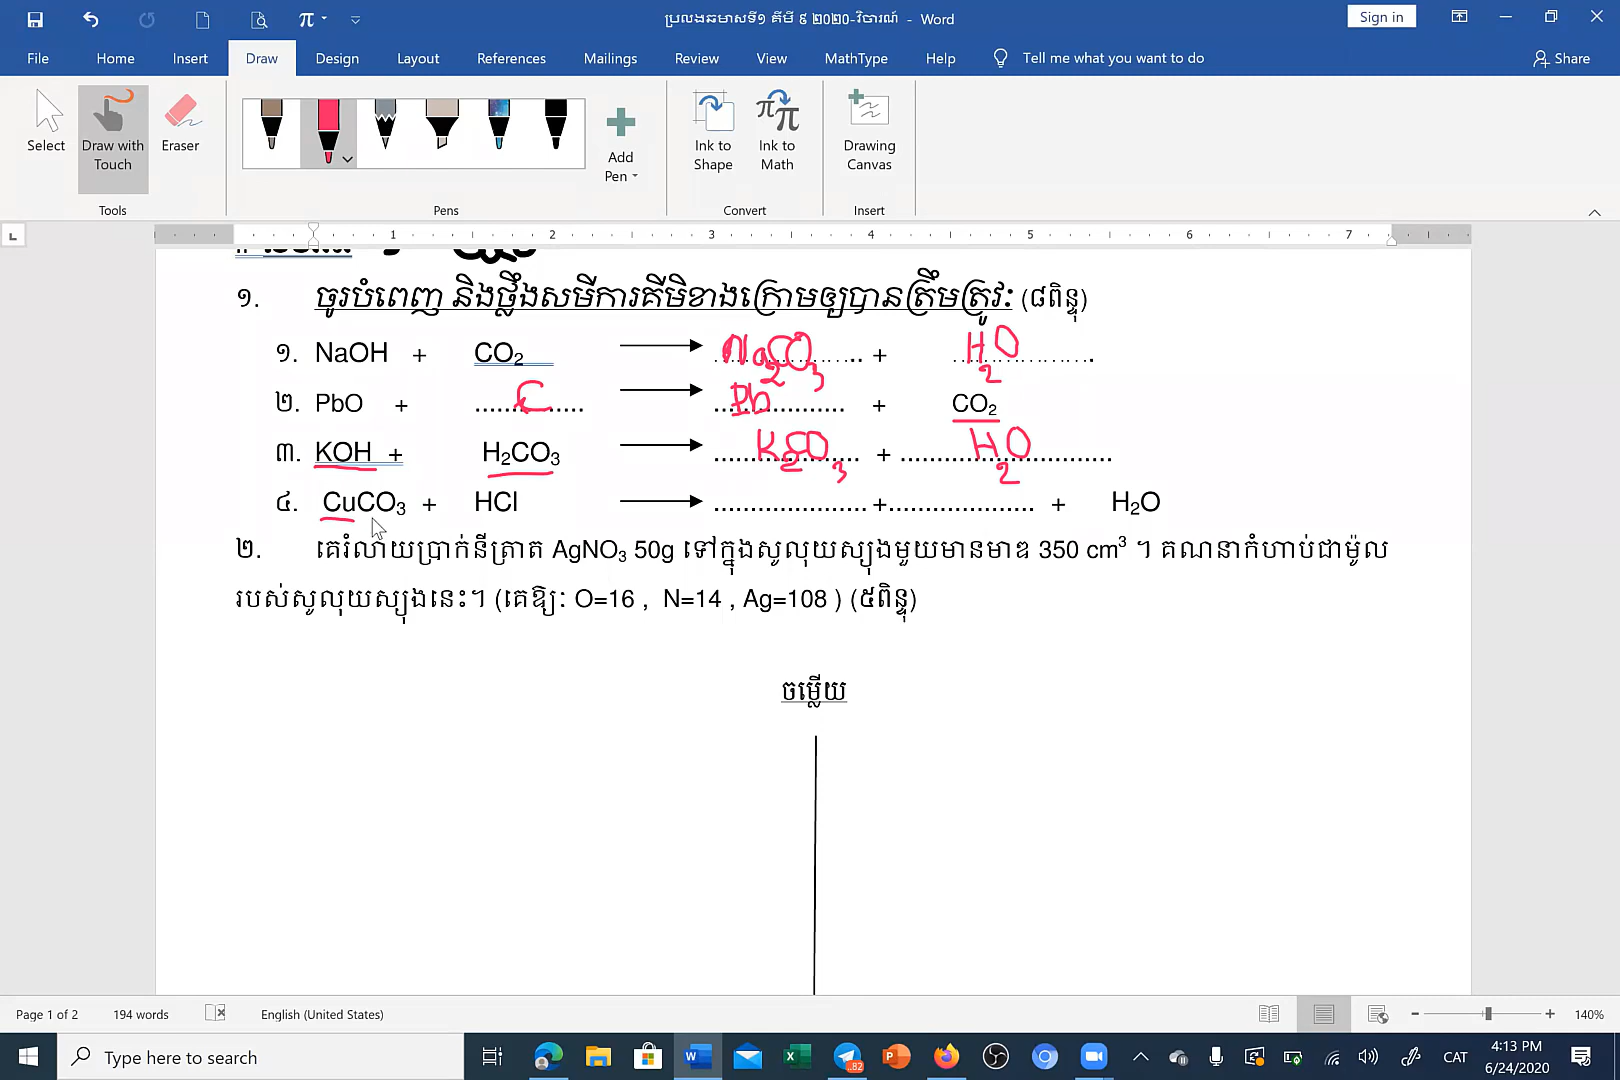 ប្រលងឆមាសទី១ គីមី ៩ ២០២០-វិចារណ៍ - Word
Sign in
File Home Insert Draw Design Layout References Mailings Review View MathType Help Tell me what you want to do Share
Select Draw with Touch Eraser Add Pen Ink to Shape Ink to Math Drawing Canvas
Tools Pens Convert Insert
1 2 3 4 5 6 7
១. ចូរបំពេញ និងថ្លឹងសមីការគីមីខាងក្រោមឲ្យបានត្រឹមត្រូវ: (៨ពិន្ទុ)
១. NaOH + CO₂ → Na₂CO₃ + H₂O
២. PbO + C → Pb + CO₂
៣. KOH + H₂CO₃ → + H₂O
៤. CuCO₃ + HCl → ...................... +..................... + H₂O
២. គេរំលាយប្រាក់នីត្រាត AgNO₃ 50g ទៅក្នុងសូលុយស្យុងមួយមានមាឌ 350 cm³ ។ គណនាកំហាប់ជាម៉ូល
របស់សូលុយស្យុងនេះ។ (គេឱ្យ: O=16 , N=14 , Ag=108 ) (៥ពិន្ទុ)
ចម្លើយ
Page 1 of 2 194 words English (United States) 140%
Type here to search
82
CAT
4:13 PM
6/24/2020